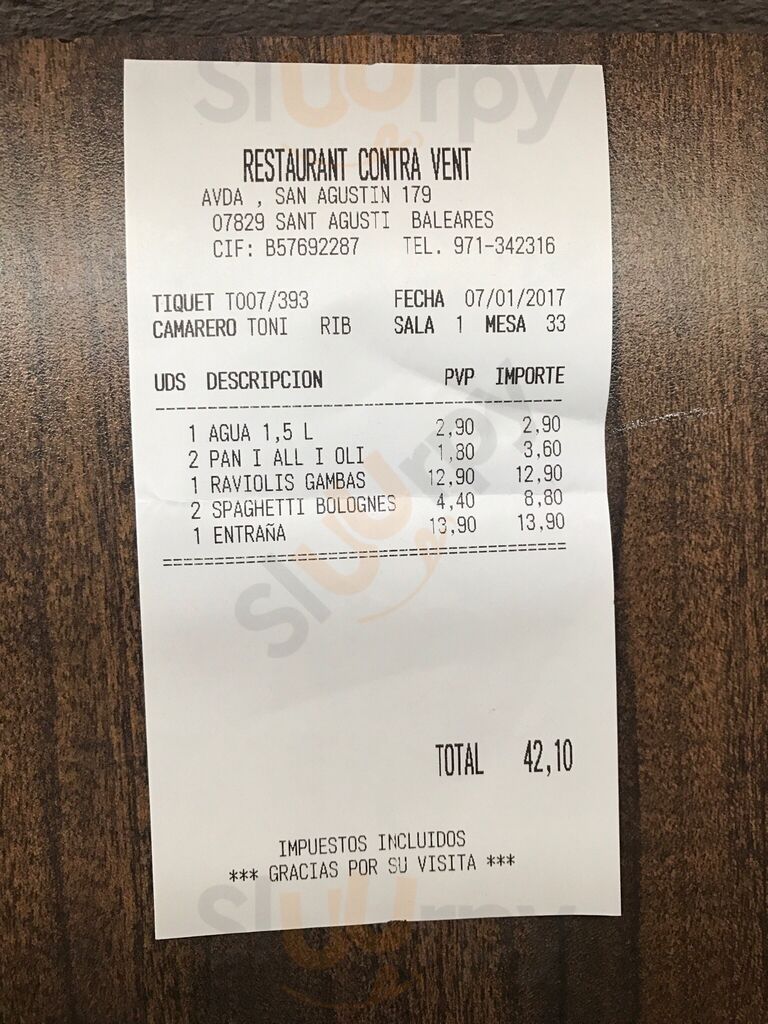 Sluurpy
RESTAURANT CONTRA VENT
AVDA , SAN AGUSTIN 179
07829 SANT AGUSTI BALEARES
CIF: B57692287 TEL. 971-342316
TIQUET T007/393 FECHA 07/01/2017
CAMARERO TONI RIB SALA 1 MESA 33
UDS DESCRIPCION PVP IMPORTE
1 AGUA 1,5 L 2,90 2,90
2 PAN I ALL I OLI 1,80 3,60
1 RAVIOLIS GAMBAS 12,90 12,90
2 SPAGHETTI BOLOGNES 4,40 8,80
1 ENTRAÑA 13,90 13,90
Sluurpy
TOTAL 42,10
IMPUESTOS INCLUIDOS
*** GRACIAS POR SU VISITA ***
Sluurpy